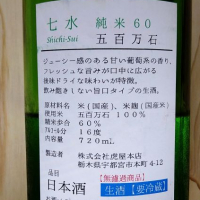 七水 純米60
Shichi-Sui 五百万石
ジューシー感のある甘い葡萄系の香り。
フレッシュな旨みが口中に広がる
後味ドライな味わいが特徴。
飲み飽きしない旨口タイプの生酒。
原材料名 米(国産)、米麹(国産米)
使用米 五百万石 100%
精米歩合 60%
アルコール分 16度
内容量 720ml
製造者 株式会社虎屋本店
栃木県宇都宮市本町 4-12
品目
日本酒
【無濾過商品】
生酒【要冷蔵】